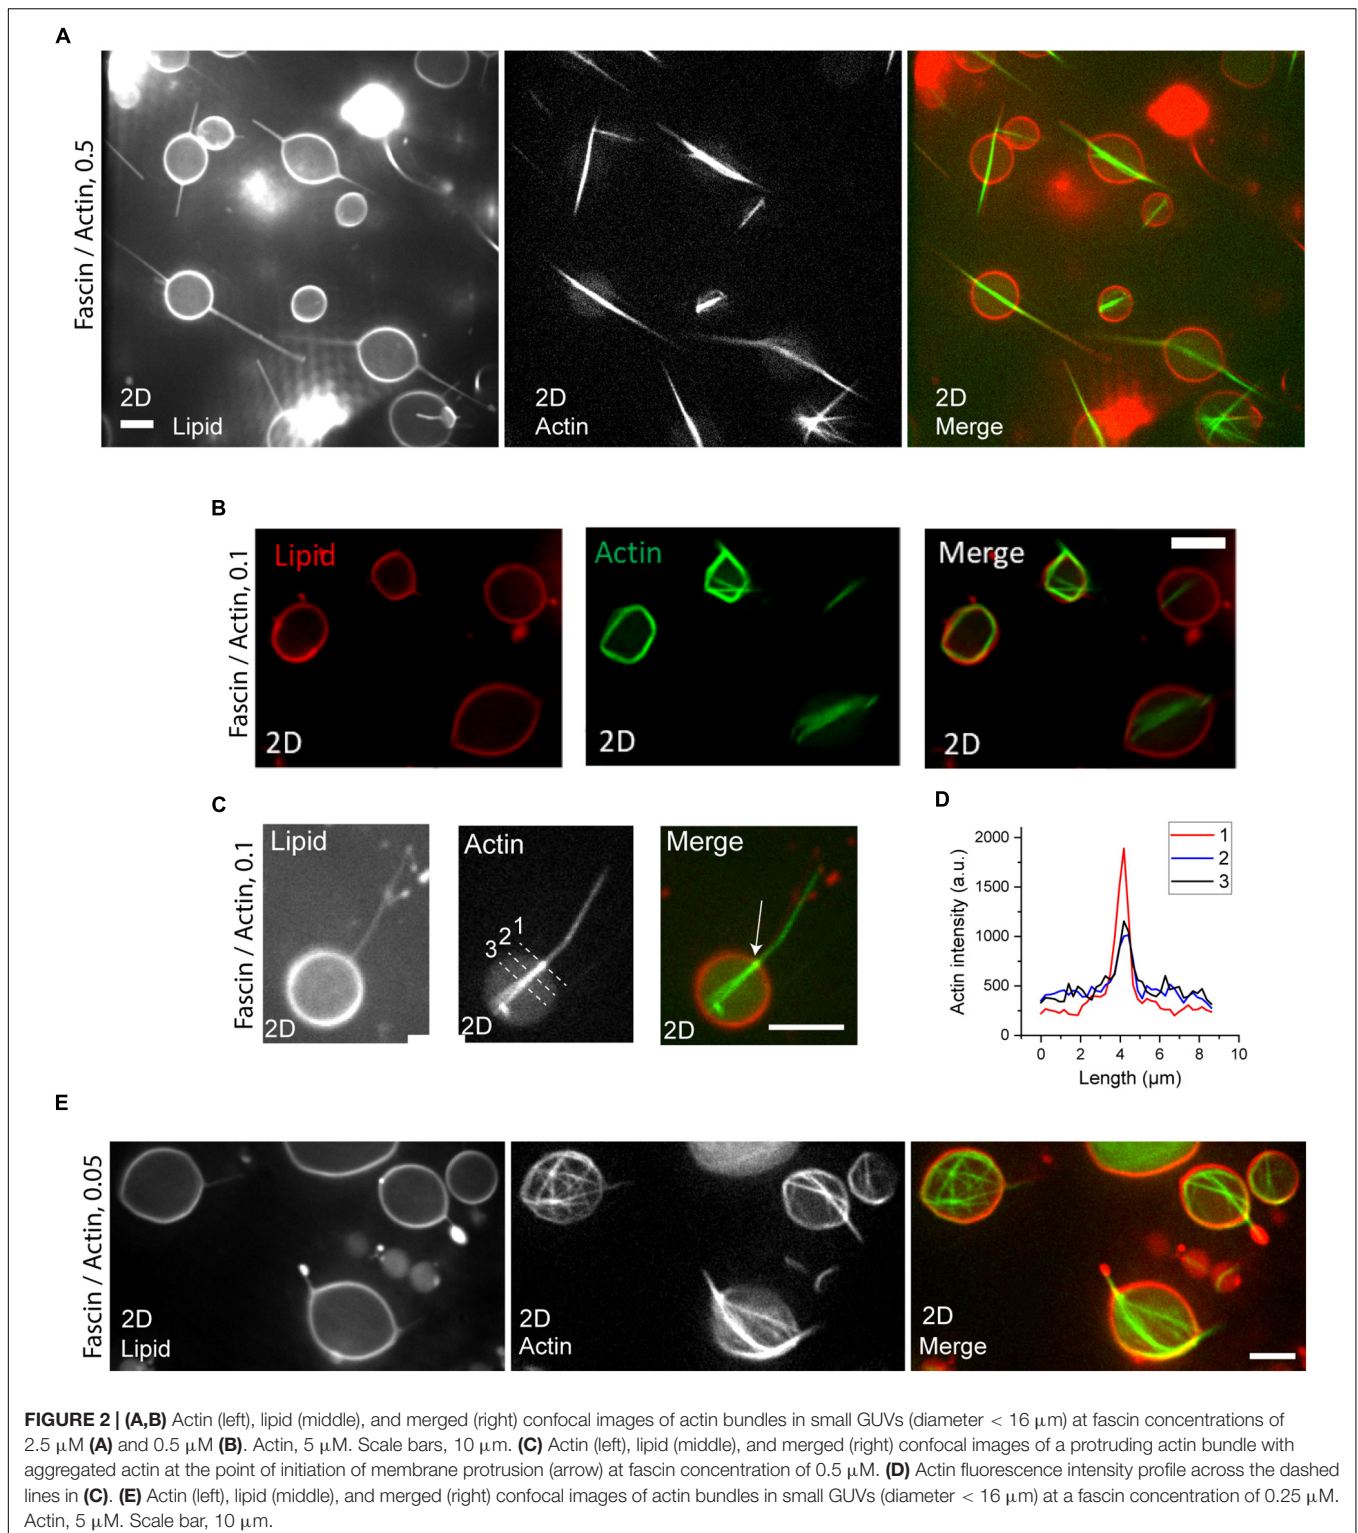 A
Fascin / Actin, 0.5
2D
Lipid
2D
Actin
2D
Merge
B
Fascin / Actin, 0.1
Lipid
2D
Actin
2D
Merge
2D
C
Fascin / Actin, 0.1
Lipid
2D
Actin
1
2
3
2D
Merge
2D
D
Actin intensity (a.u.)
2000
1500
1000
500
0
0 2 4 6 8 10
Length (μm)
1
2
3
E
Fascin / Actin, 0.05
2D
Lipid
2D
Actin
2D
Merge
FIGURE 2 | (A,B) Actin (left), lipid (middle), and merged (right) confocal images of actin bundles in small GUVs (diameter < 16 μm) at fascin concentrations of
2.5 μM (A) and 0.5 μM (B). Actin, 5 μM. Scale bars, 10 μm. (C) Actin (left), lipid (middle), and merged (right) confocal images of a protruding actin bundle with
aggregated actin at the point of initiation of membrane protrusion (arrow) at fascin concentration of 0.5 μM. (D) Actin fluorescence intensity profile across the dashed
lines in (C). (E) Actin (left), lipid (middle), and merged (right) confocal images of actin bundles in small GUVs (diameter < 16 μm) at a fascin concentration of 0.25 μM.
Actin, 5 μM. Scale bar, 10 μm.